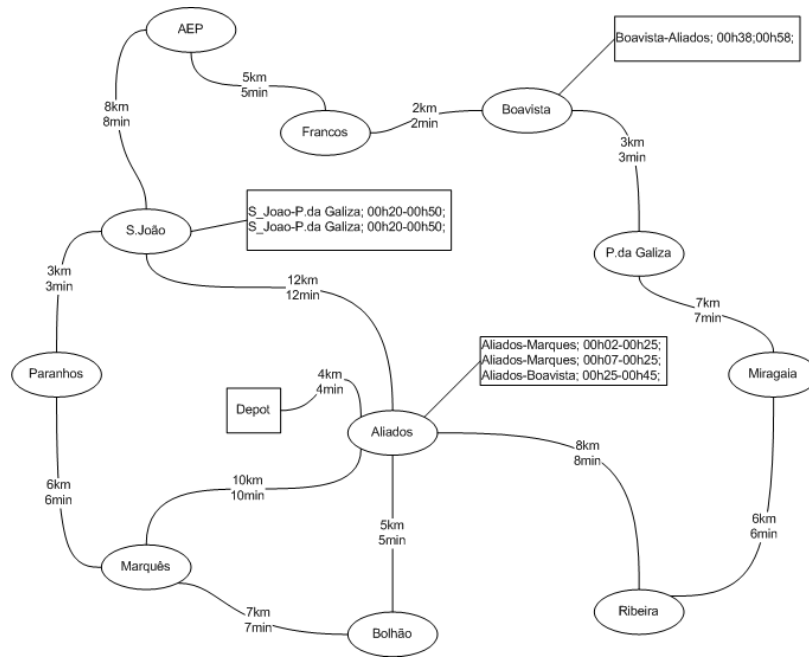 AEP
5km
5min
Boavista-Aliados; 00h38;00h58;
8km
8min
Francos
2km
2min
Boavista
3km
3min
S.João
S_Joao-P.da Galiza; 00h20-00h50;
S_Joao-P.da Galiza; 00h20-00h50;
P.da Galiza
3km
3min
12km
12min
7km
7min
Paranhos
Depot
4km
4min
Aliados-Marques; 00h02-00h25;
Aliados-Marques; 00h07-00h25;
Aliados-Boavista; 00h25-00h45;
Miragaia
Aliados
8km
8min
6km
6min
10km
10min
5km
5min
6km
6min
Marquês
7km
7min
Bolhão
Ribeira